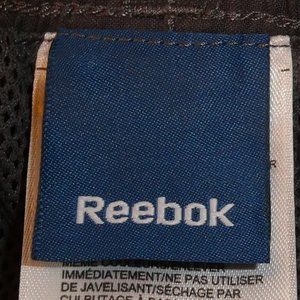 Reebok
IMMÉDIATEMENT/NE PAS UTILISER
DE JAVELISANT/SÉCHAGE PAR
CULBUTAGE À